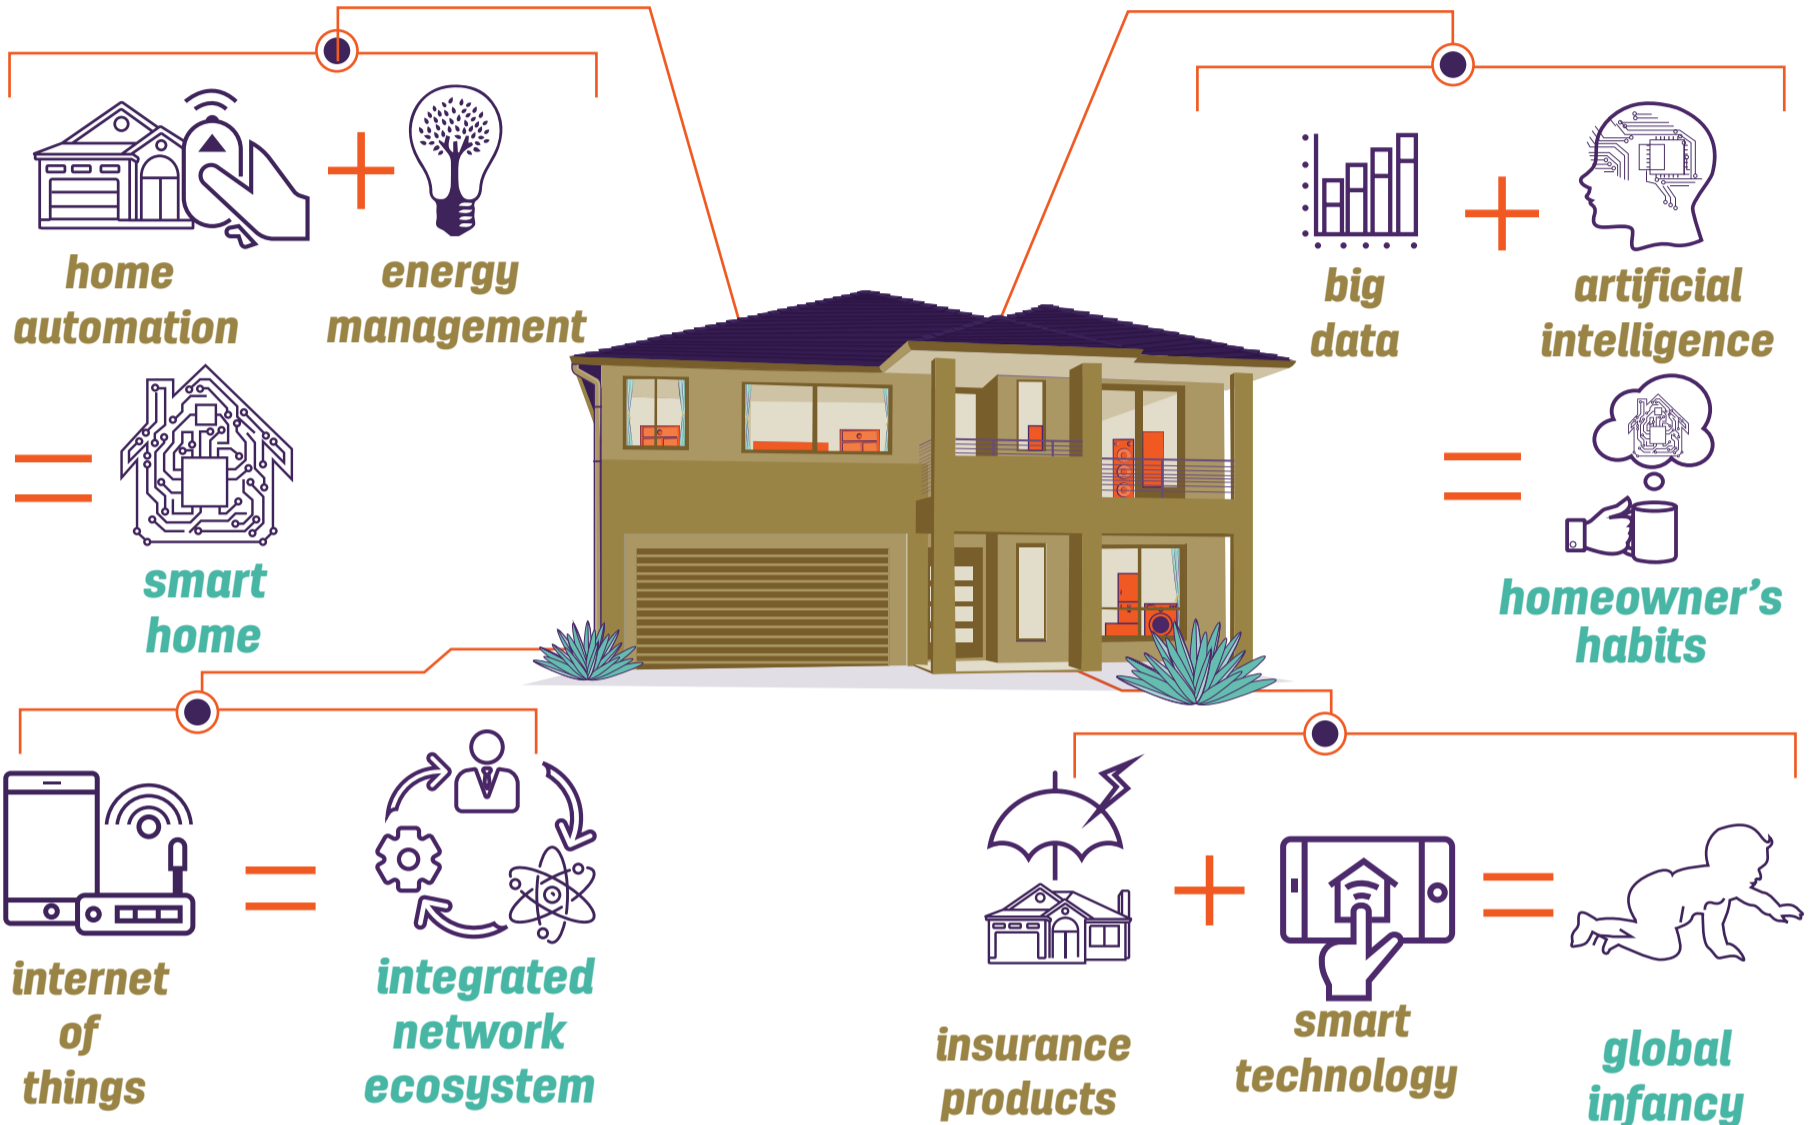 home
automation
energy
management
smart
home
big
data
artificial
intelligence
homeowner's
habits
internet
of
things
integrated
network
ecosystem
insurance
products
smart
technology
global
infancy